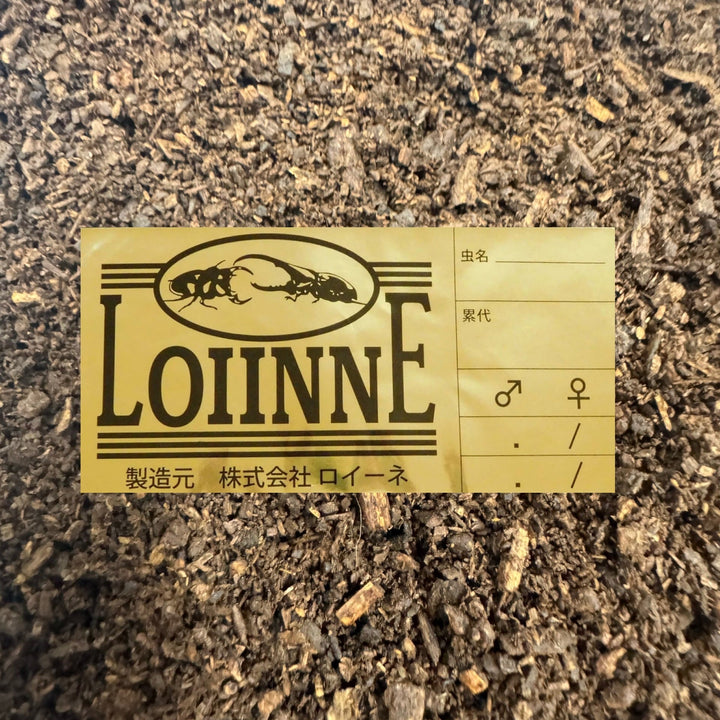 LOIINNE
製造元 株式会社 ロイーネ
虫名
累代
♂ ♀
. /
. /